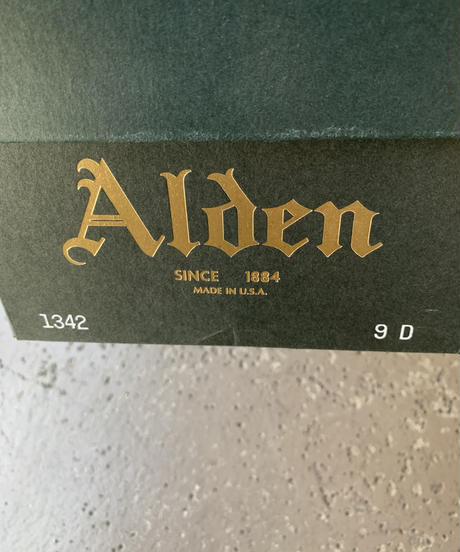 Alden
SINCE 1884
MADE IN U.S.A.
1342 9 D